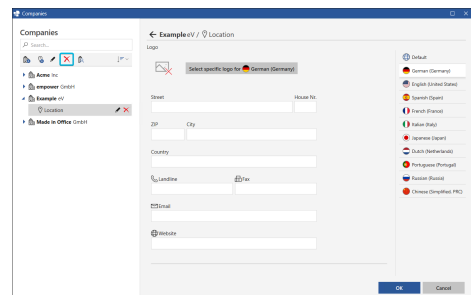 Companies
Companies
Search...
Acme Inc
empower GmbH
Example eV
Location
Made in Office GmbH
Example eV / Location
Logo
Select specific logo for German (Germany)
Street
House Nr.
ZIP
City
Country
Landline
Fax
Email
Website
Default
German (Germany)
English (United States)
Spanish (Spain)
French (France)
Italian (Italy)
Japanese (Japan)
Dutch (Netherlands)
Portuguese (Portugal)
Russian (Russia)
Chinese (Simplified, PRC)
OK
Cancel